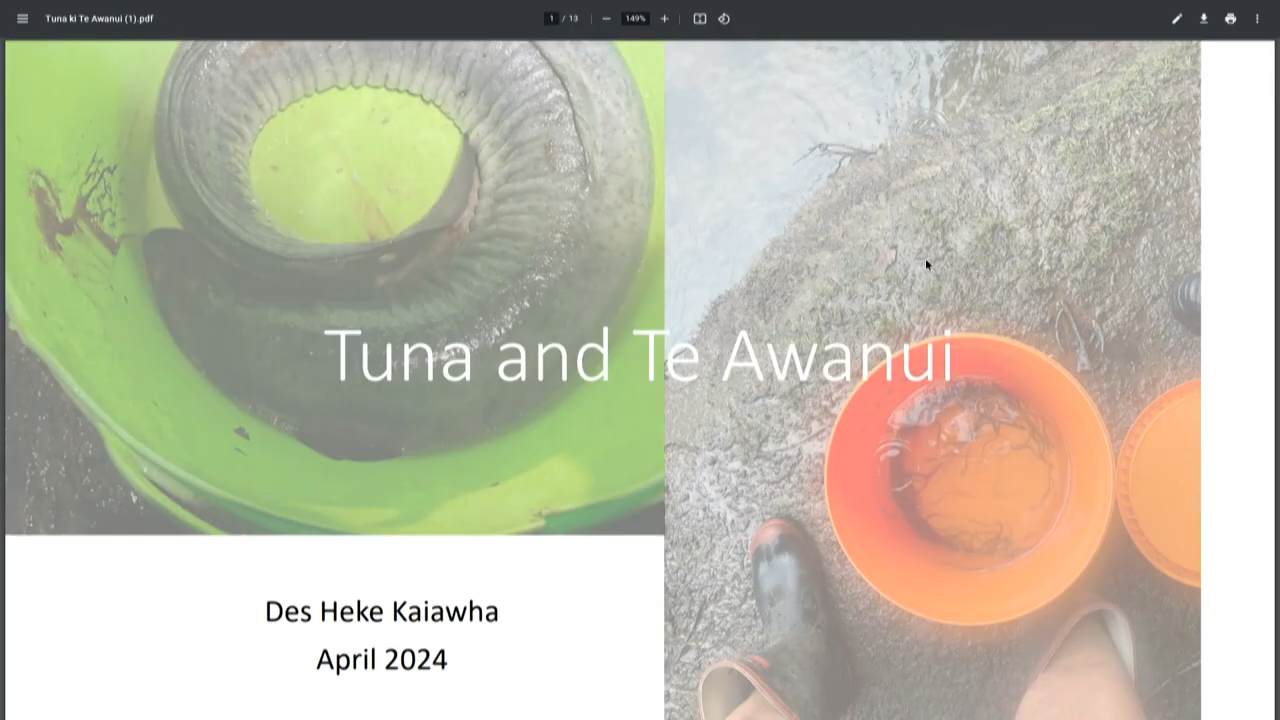 Tuna ki Te Awanui (1).pdf
1 / 13
149%
Tuna and Te Awanui
Des Heke Kaiawha
April 2024